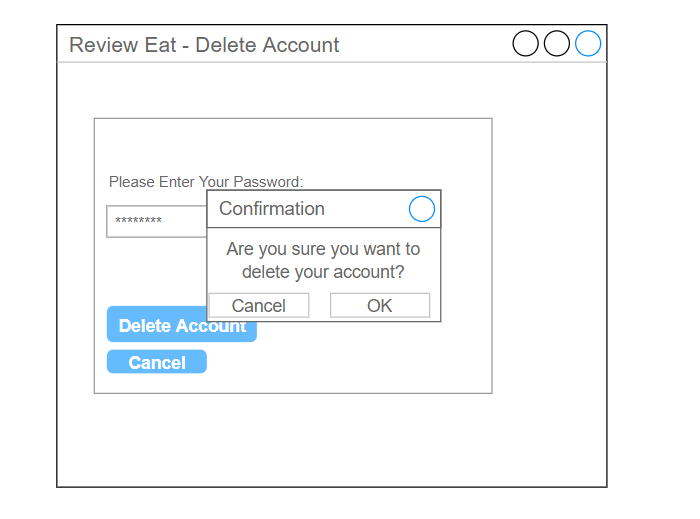 Review Eat - Delete Account
Please Enter Your Password:
********
Confirmation
Are you sure you want to
delete your account?
Cancel
OK
Delete Account
Cancel